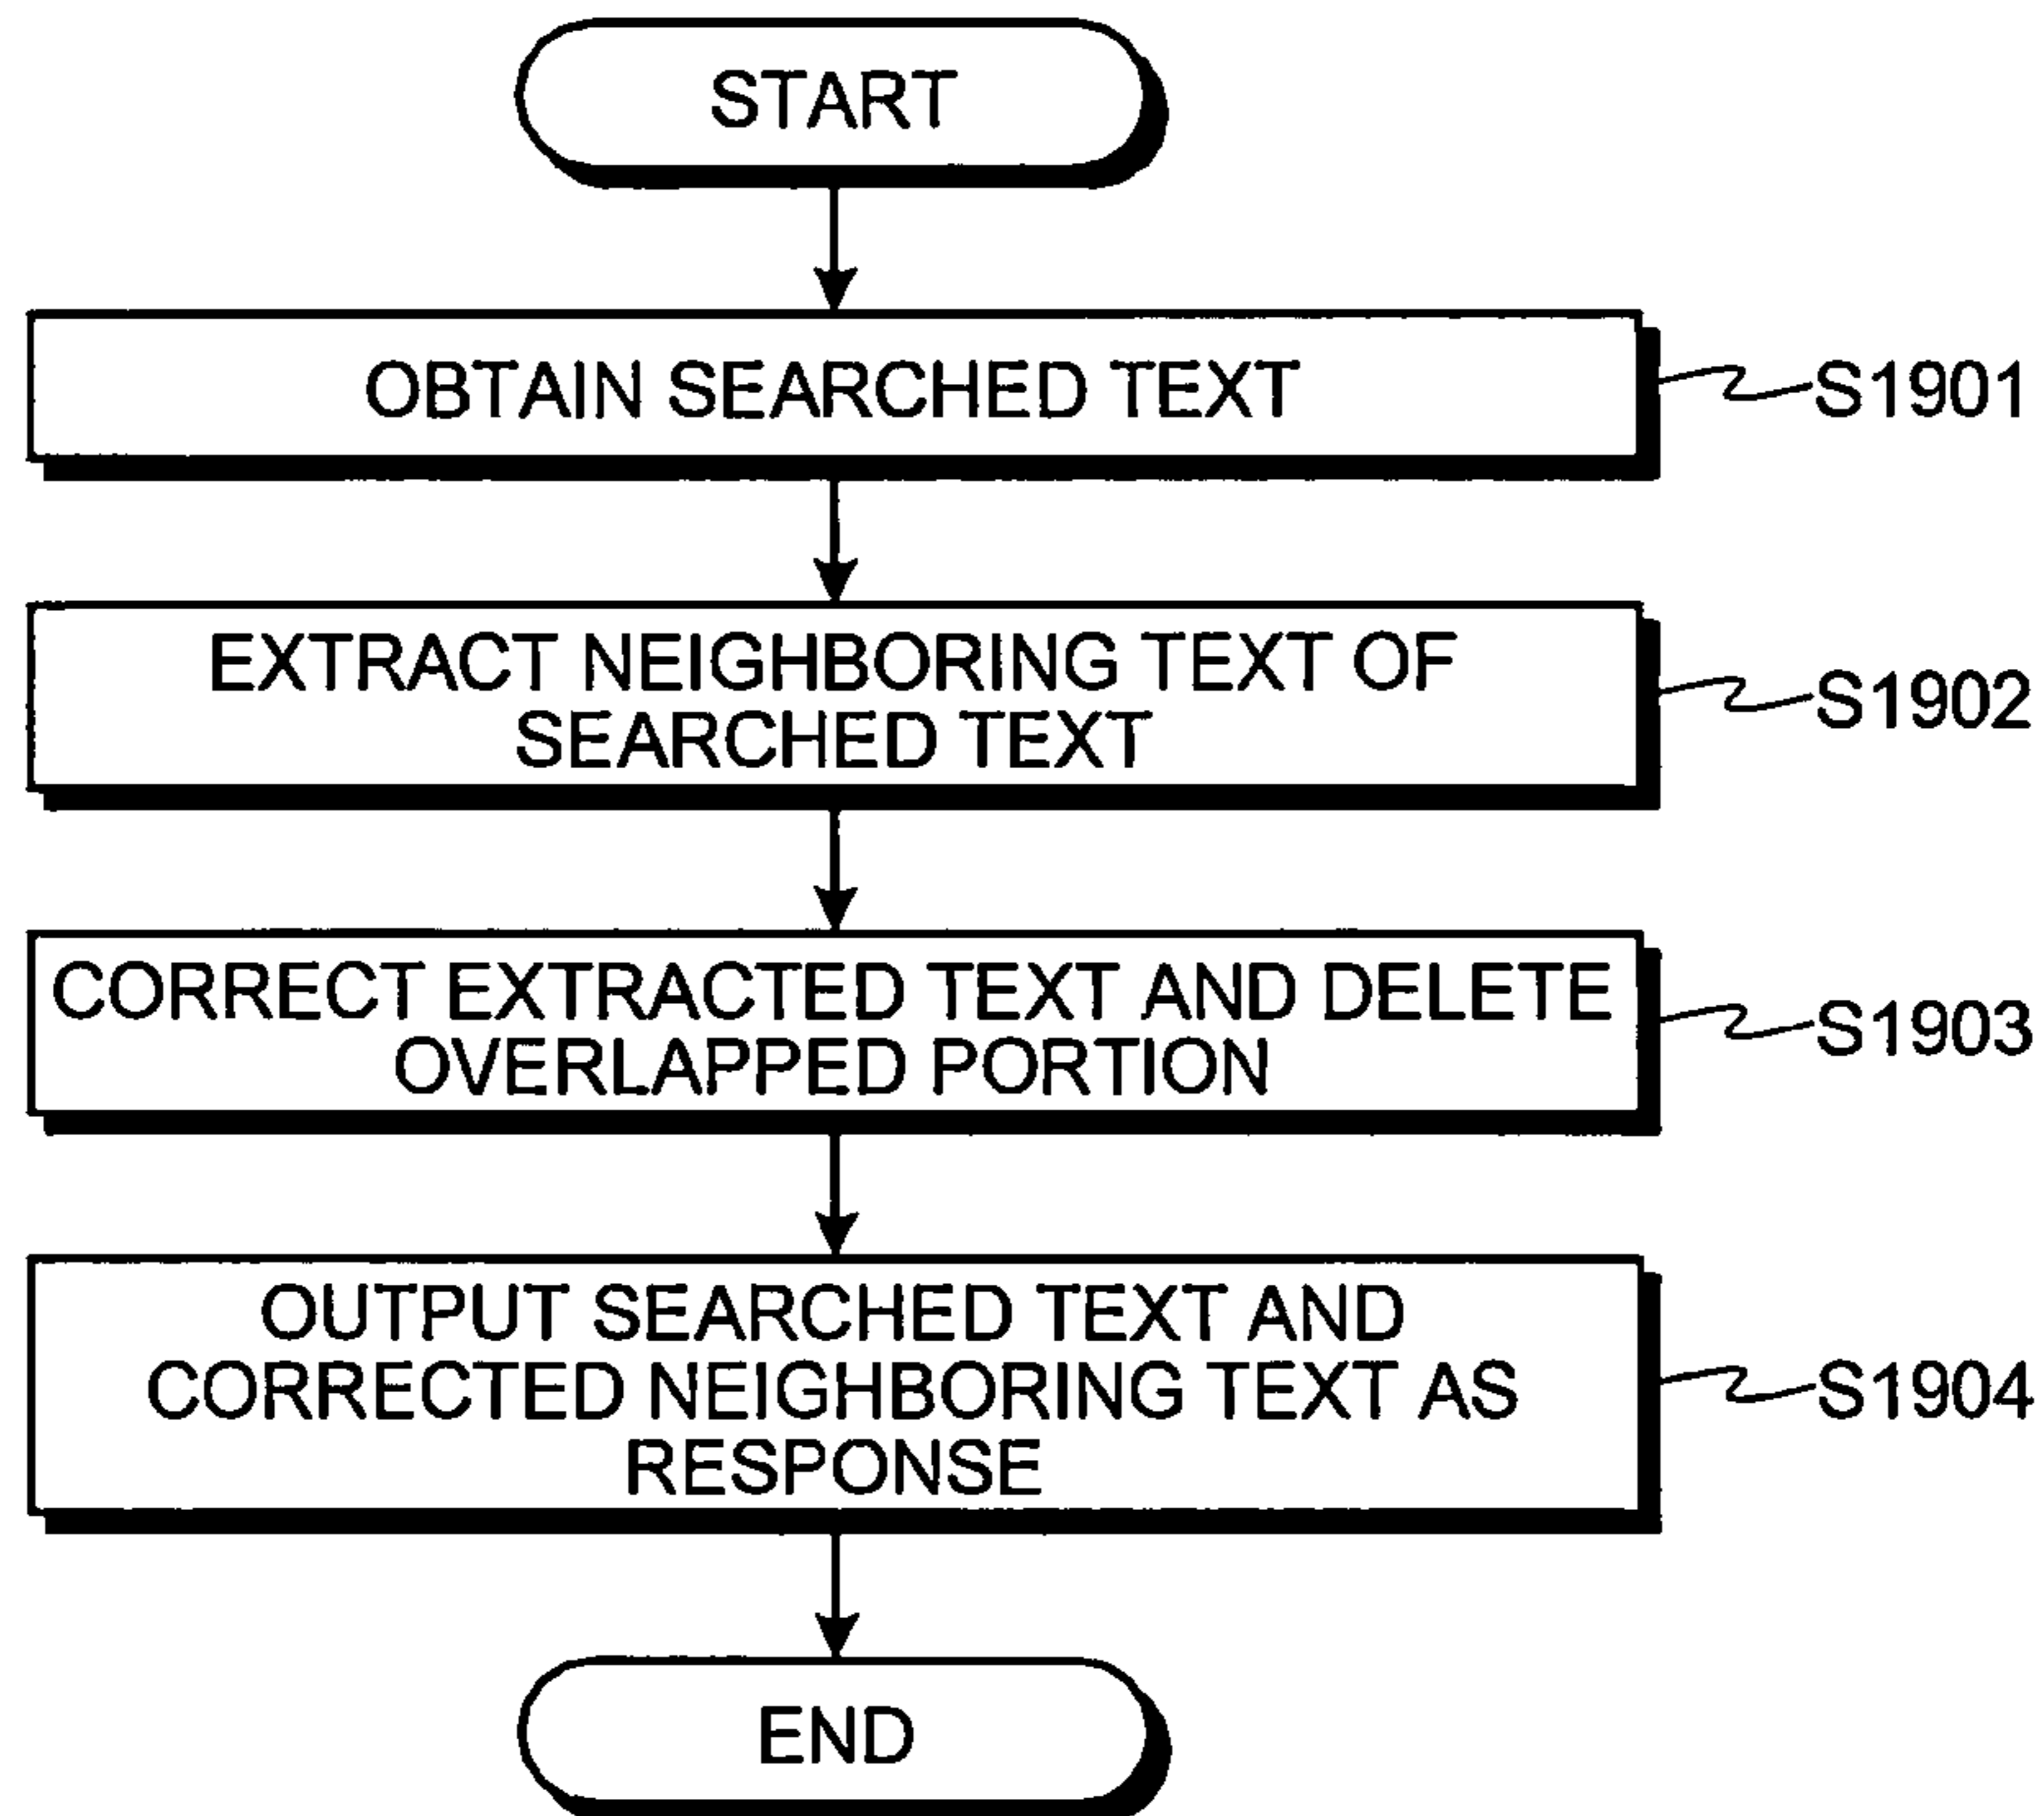 START
OBTAIN SEARCHED TEXT
S1901
EXTRACT NEIGHBORING TEXT OF
SEARCHED TEXT
S1902
CORRECT EXTRACTED TEXT AND DELETE
OVERLAPPED PORTION
S1903
OUTPUT SEARCHED TEXT AND
CORRECTED NEIGHBORING TEXT AS
RESPONSE
S1904
END